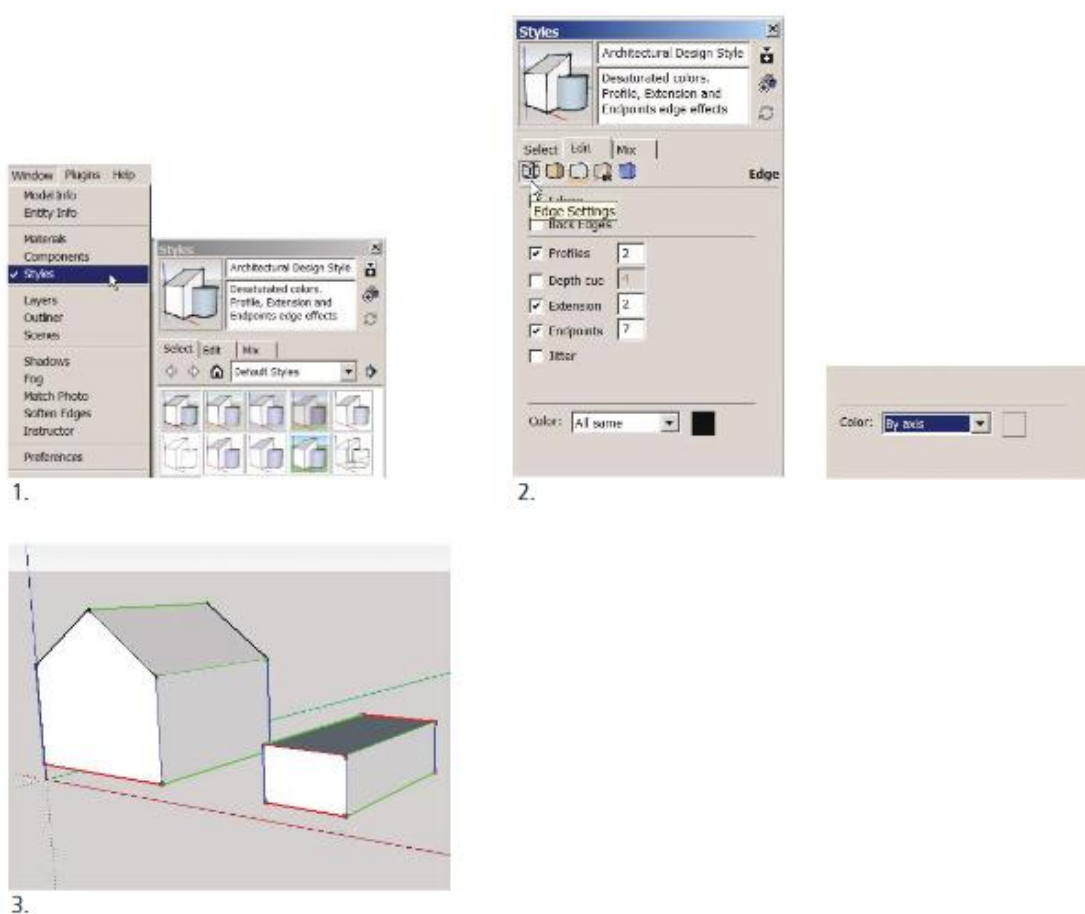 Window Plugins Help
Model Info
Entity Info
Materials
Components
✓ Styles
Layers
Outliner
Scenes
Shadows
Fog
Match Photo
Soften Edges
Instructor
Preferences
Styles
Architectural Design Style
Desaturated colors.
Profile, Extension and
Endpoints edge effects
Select Edit Mix
Default Styles
1.
Styles
Architectural Design Style
Desaturated colors.
Profile, Extension and
Endpoints edge effects
Select Edit Mix
Edge
Edge Settings
Back Edges
Profiles 2
Depth cue 4
Extension 2
Endpoints 7
Jitter
Color: All same
2.
Color: By axis
3.